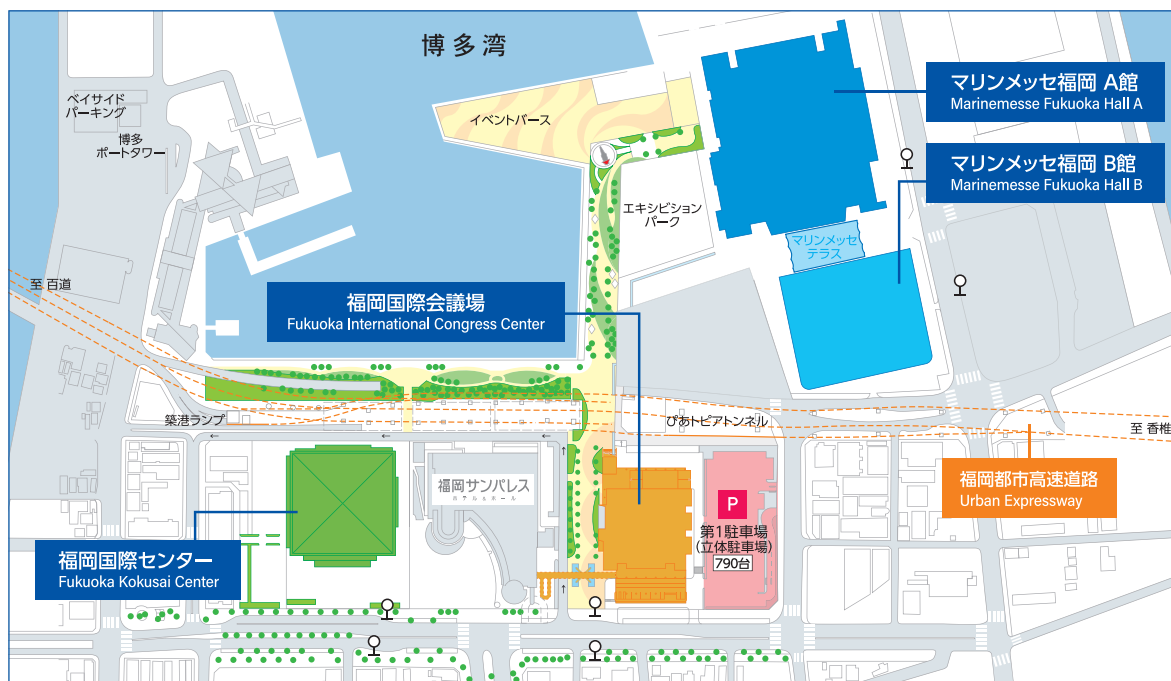 博多湾
マリンメッセ福岡 A館
Marinemesse Fukuoka Hall A
ベイサイド
パーキング
イベントバース
博多
ポートタワー
マリンメッセ福岡 B館
Marinemesse Fukuoka Hall B
エキシビション
パーク
マリンメッセ
テラス
至 百道
福岡国際会議場
Fukuoka International Congress Center
築港ランプ
ぴあトピアトンネル
至 香椎
福岡都市高速道路
Urban Expressway
福岡サンパレス
ホテル&ホール
P
第1駐車場
(立体駐車場)
790台
福岡国際センター
Fukuoka Kokusai Center